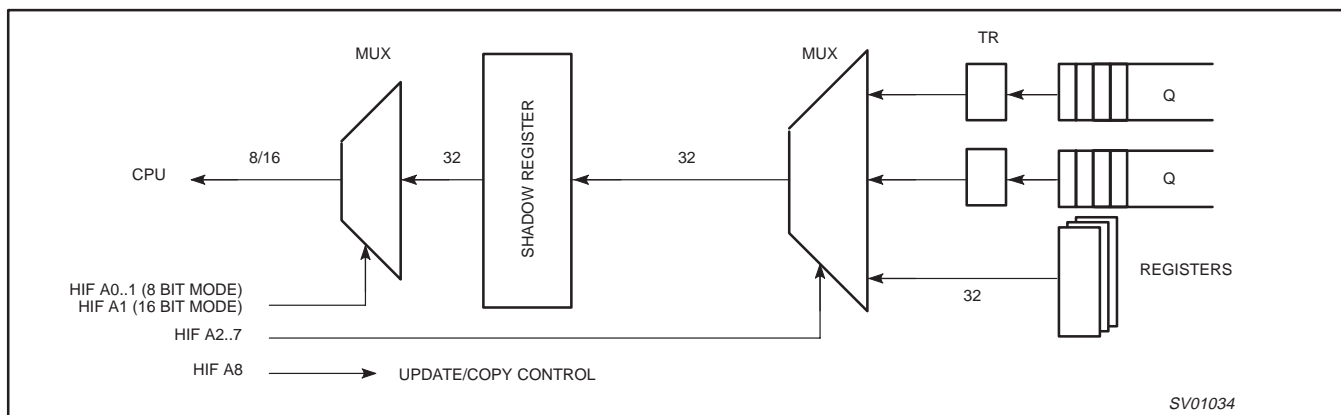 MUX
MUX
TR
Q
8/16
32
SHADOW REGISTER
32
CPU
Q
REGISTERS
32
HIF A0..1 (8 BIT MODE)
HIF A1 (16 BIT MODE)
HIF A2..7
HIF A8
UPDATE/COPY CONTROL
SV01034